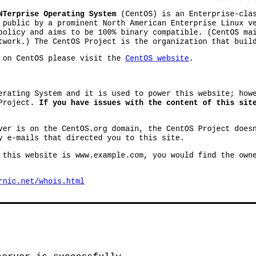 NTerprise Operating System (CentOS) is an Enterprise-clas
public by a prominent North American Enterprise Linux ve
policy and aims to be 100% binary compatible. (CentOS mai
twork.) The CentOS Project is the organization that build
on CentOS please visit the CentOS website.
erating System and it is used to power this website; howe
Project. If you have issues with the content of this site
ver is on the CentOS.org domain, the CentOS Project doesn
y e-mails that directed you to this site.
this website is www.example.com, you would find the owne
rnic.net/whois.html